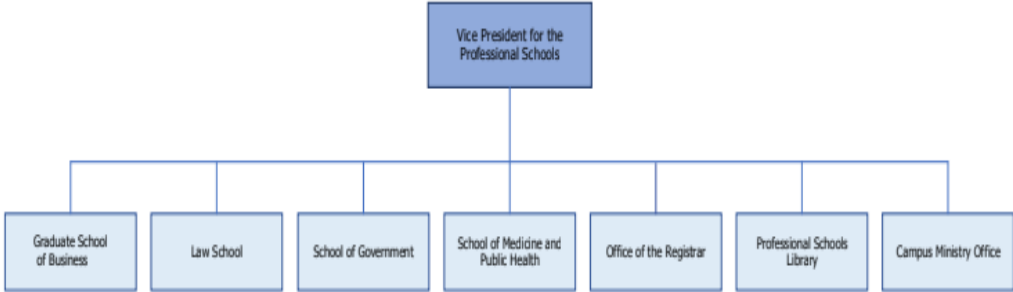 Vice President for the
Professional Schools
Graduate School
of Business
Law School
School of Government
School of Medicine and
Public Health
Office of the Registrar
Professional Schools
Library
Campus Ministry Office